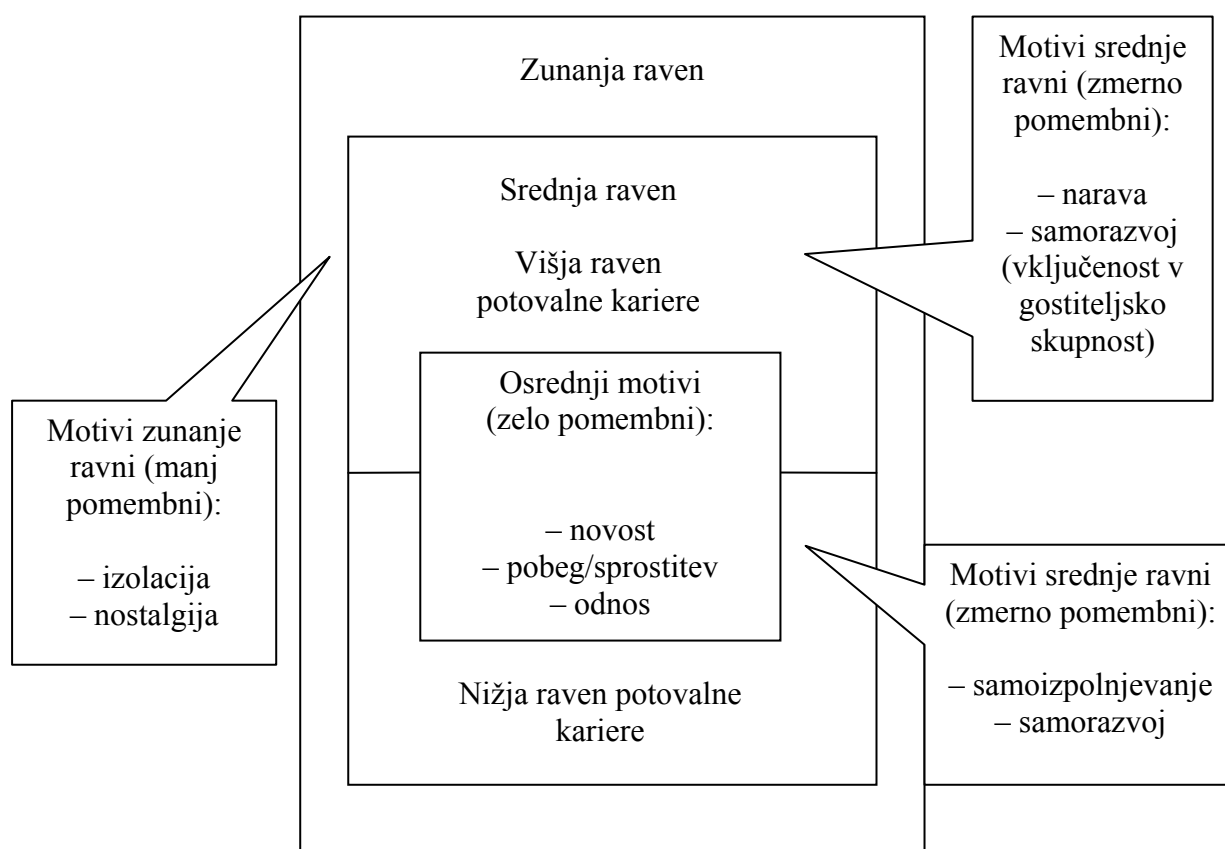 Zunanja raven
Srednja raven
Višja raven
potovalne kariere
Osrednji motivi
(zelo pomembni):
– novost
– pobeg/sprostitev
– odnos
Nižja raven potovalne
kariere
Motivi srednje
ravni (zmerno
pomembni):
– narava
– samorazvoj
(vključenost v
gostiteljsko
skupnost)
Motivi zunanje
ravni (manj
pomembni):
– izolacija
– nostalgija
Motivi srednje ravni
(zmerno pomembni):
– samoizpolnjevanje
– samorazvoj